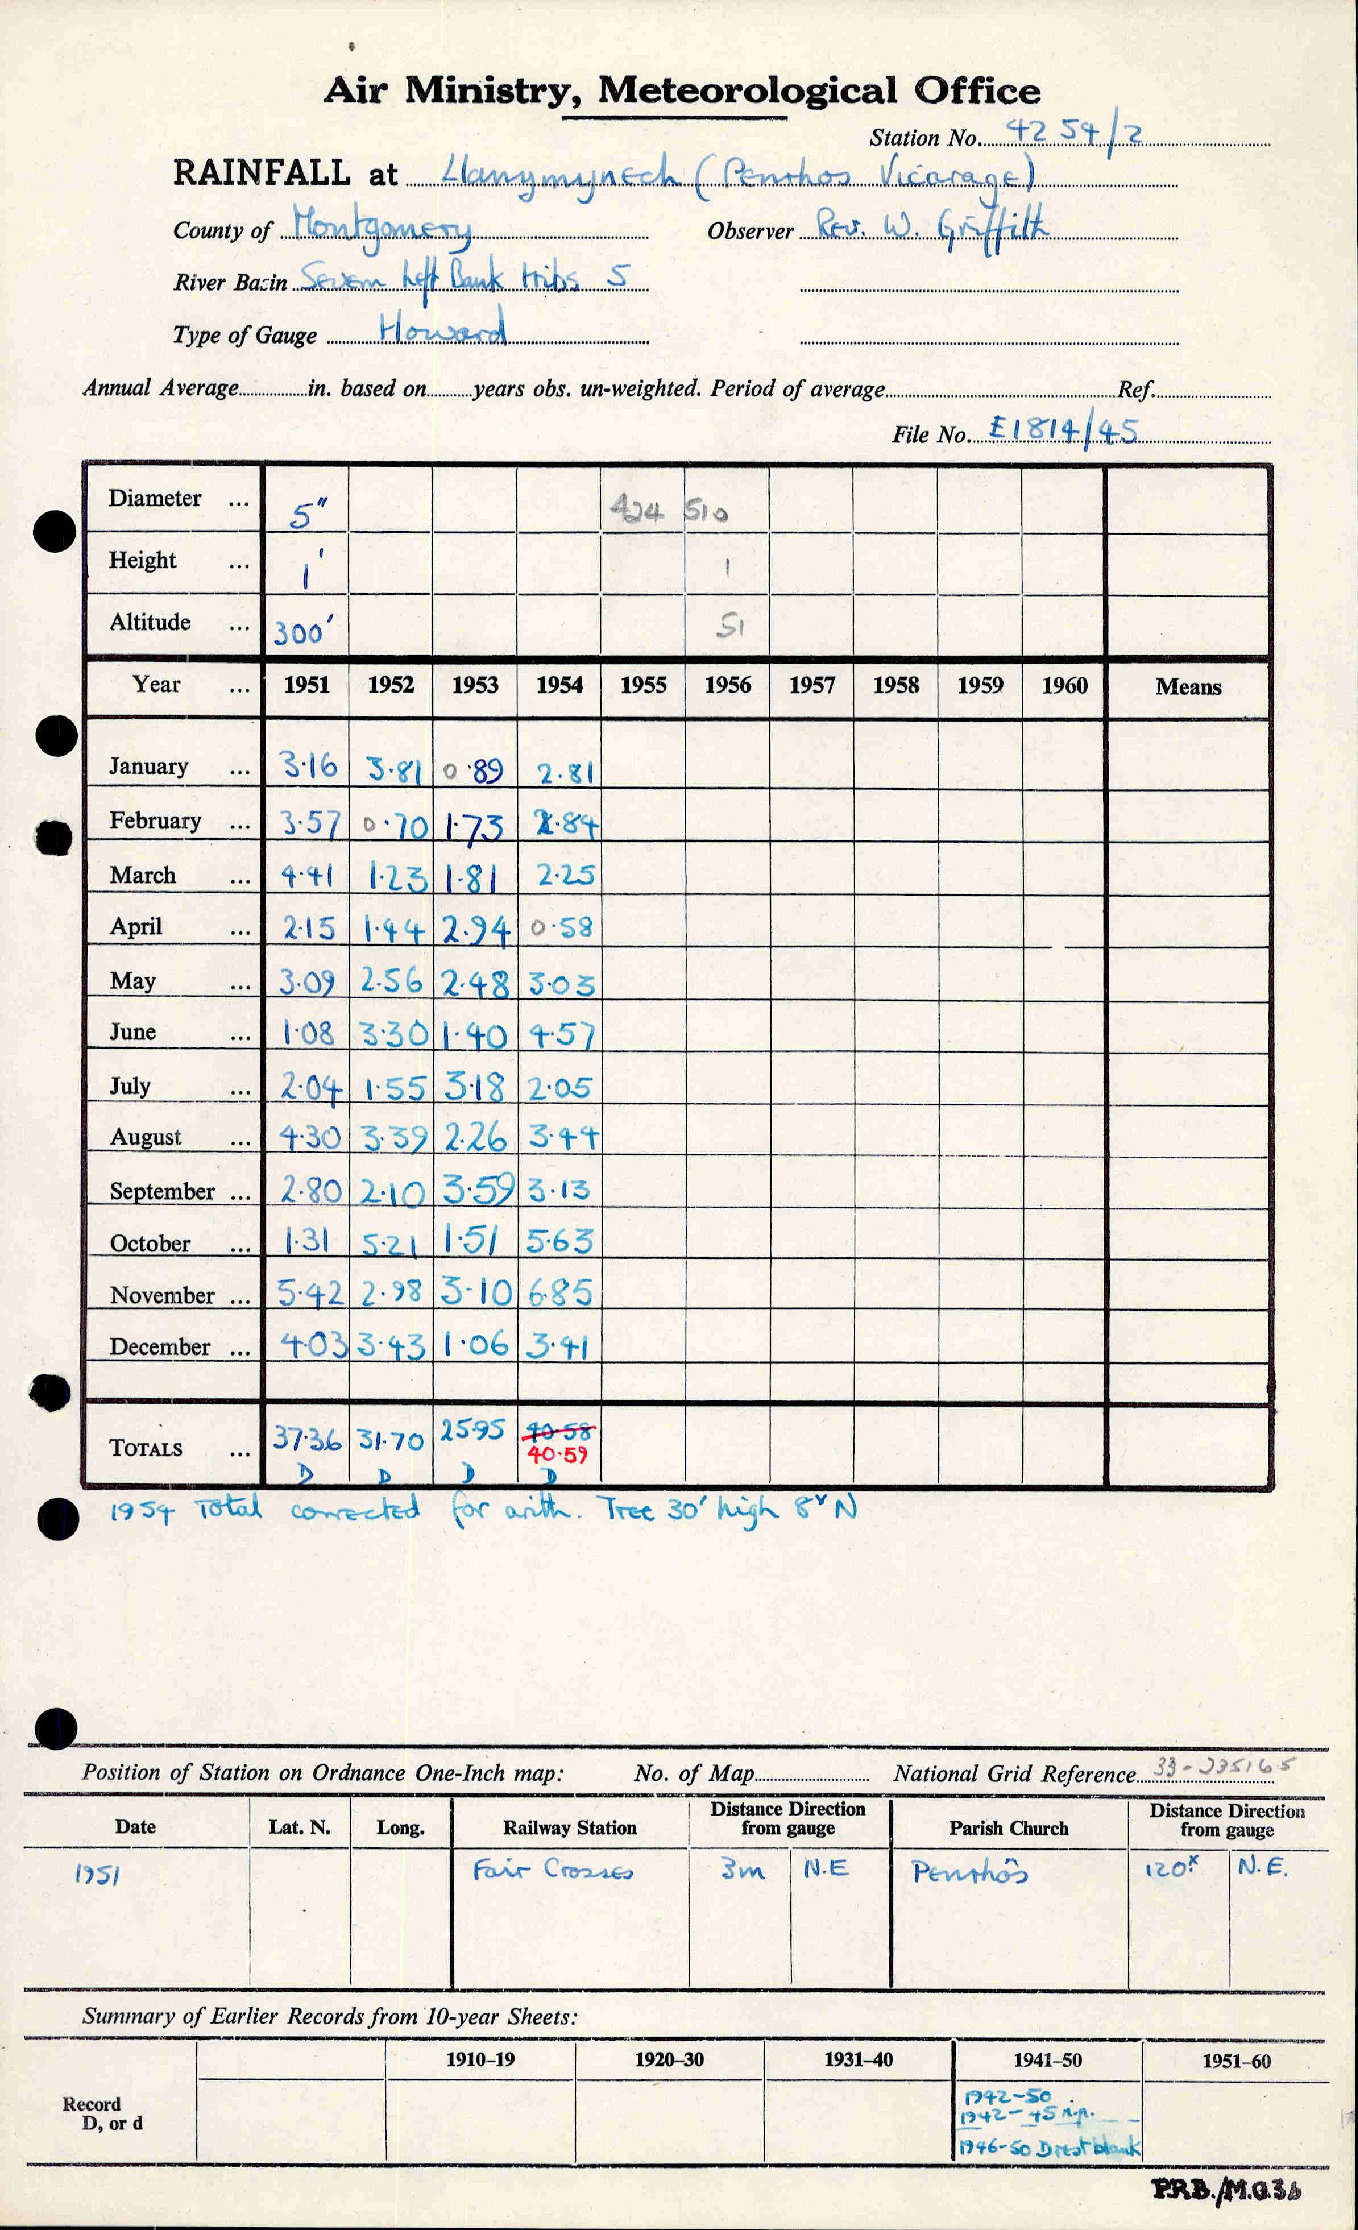 Air Ministry, Meteorological Office
Station No. 4254/2
RAINFALL at Llanymynech (Penrhos Vicarage)
County of Montgomery Observer Rev. W. Griffith
River Basin Severn Left Bank tribs 5
Type of Gauge Howard
Annual Average in. based on years obs. un-weighted. Period of average Ref.
File No. E1814/45
Diameter ... 5" 424 510
Height ... 1' 1
Altitude ... 300' 51
Year ... 1951 1952 1953 1954 1955 1956 1957 1958 1959 1960 Means
January ... 3·16 3·81 0·89 2·81
February ... 3·57 0·70 1·73 2·84
March ... 4·41 1·23 1·81 2·25
April ... 2·15 1·44 2·94 0·58
May ... 3·09 2·56 2·48 3·03
June ... 1·08 3·30 1·40 4·57
July ... 2·04 1·55 3·18 2·05
August ... 4·30 3·39 2·26 3·44
September ... 2·80 2·10 3·59 3·13
October ... 1·31 5·21 1·51 5·63
November ... 5·42 2·98 3·10 6·85
December ... 4·03 3·43 1·06 3·41
TOTALS ... 37·36 31·70 25·95 40·58
40·59
D D D D
1954 Total corrected for arith. Tree 30' high 8ʸ N
Position of Station on Ordnance One-Inch map: No. of Map National Grid Reference 33-235165
Date Lat. N. Long. Railway Station Distance Direction from gauge Parish Church Distance Direction from gauge
1951 Four Crosses 3m N.E Penrhôs 120ˣ N.E.
Summary of Earlier Records from 10-year Sheets:
1910–19 1920–30 1931–40 1941–50 1951–60
Record
D, or d
1942-50
1942-45 n.p.
1946-50 D rest blank
P.R.B./M.O.3b